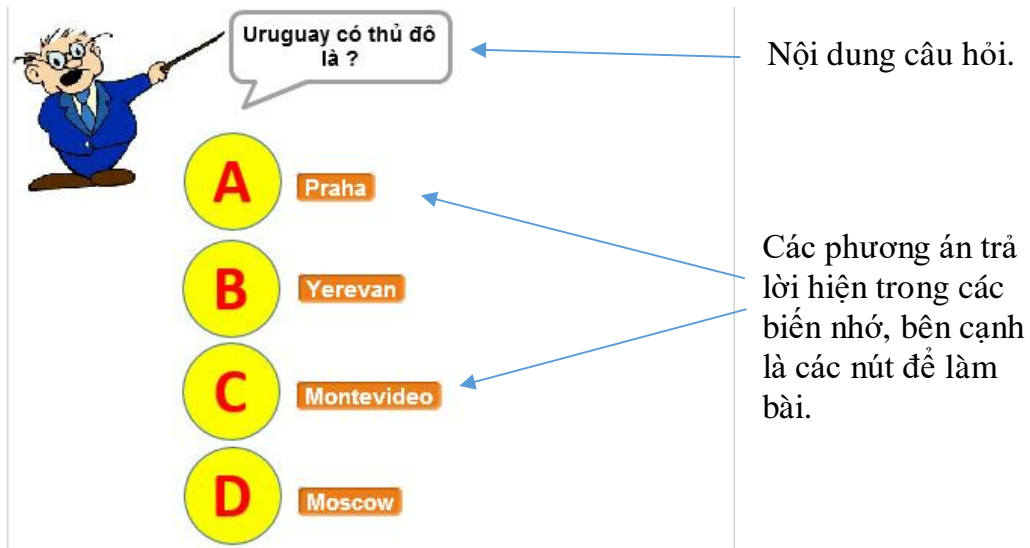 Uruguay có thủ đô
là ?
Nội dung câu hỏi.
A
Praha
B
Yerevan
C
Montevideo
D
Moscow
Các phương án trả
lời hiện trong các
biến nhớ, bên cạnh
là các nút để làm
bài.